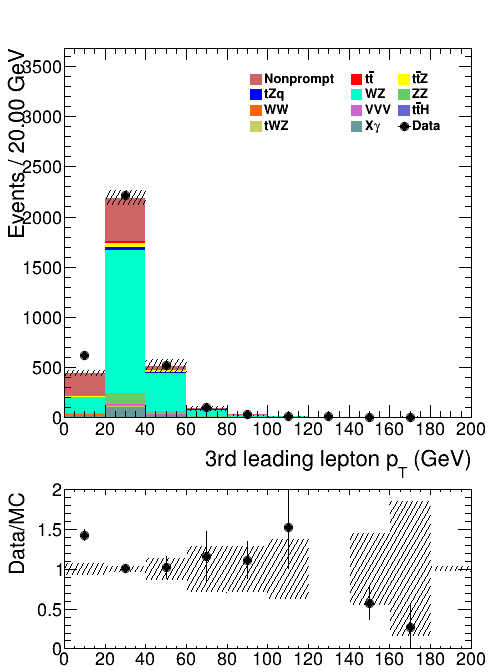 Events / 20.00 GeV
3500
3000
2500
2000
1500
1000
500
0
Nonprompt tt̄ tt̄Z
tZq WZ ZZ
WW VVV tt̄H
tWZ Xγ Data
0 20 40 60 80 100 120 140 160 180 200
3rd leading lepton p_T (GeV)
Data/MC
2
1.5
1
0.5
0
0 20 40 60 80 100 120 140 160 180 200